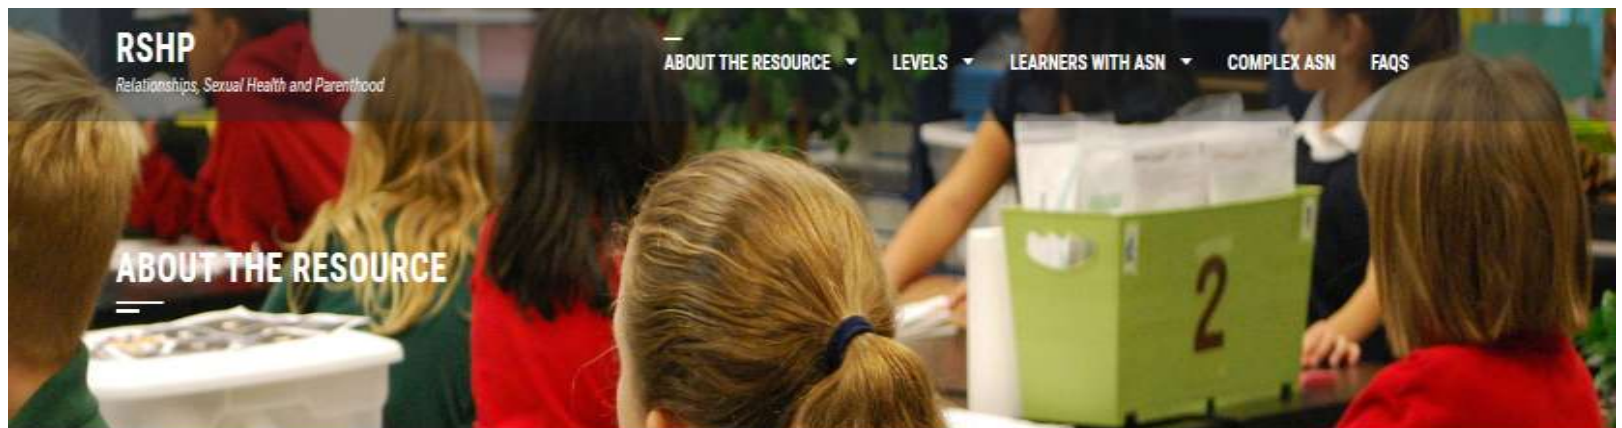 RSHP
Relationships, Sexual Health and Parenthood
ABOUT THE RESOURCE
LEVELS
LEARNERS WITH ASN
COMPLEX ASN
FAQS
ABOUT THE RESOURCE
2